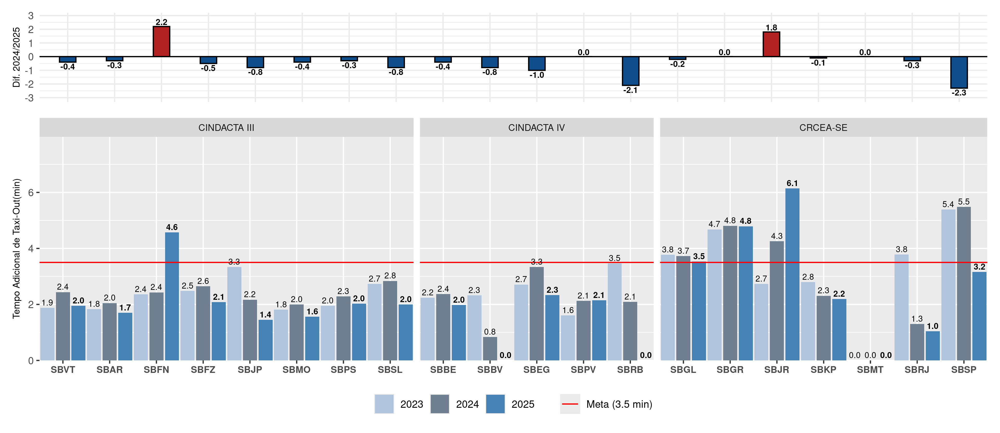 Dif. 2024/2025
3
2
1
0
-1
-2
-3
-0.4
-0.3
2.2
-0.5
-0.8
-0.4
-0.3
-0.8
-0.4
-0.8
-1.0
0.0
-2.1
-0.2
0.0
1.8
-0.1
0.0
-0.3
-2.3
CINDACTA III
CINDACTA IV
CRCEA-SE
Tempo Adicional de Taxi-Out(min)
6
4
2
0
1.9 2.4 2.0
1.8 2.0 1.7
2.4 2.4 4.6
2.5 2.6 2.1
3.3 2.2 1.4
1.8 2.0 1.6
2.0 2.3 2.0
2.7 2.8 2.0
2.2 2.4 2.0
2.3 0.8 0.0
2.7 3.3 2.3
1.6 2.1 2.1
3.5 2.1 0.0
3.8 3.7 3.5
4.7 4.8 4.8
2.7 4.3 6.1
2.8 2.3 2.2
0.0 0.0 0.0
3.8 1.3 1.0
5.4 5.5 3.2
SBVT SBAR SBFN SBFZ SBJP SBMO SBPS SBSL SBBE SBBV SBEG SBPV SBRB SBGL SBGR SBJR SBKP SBMT SBRJ SBSP
2023 2024 2025 Meta (3.5 min)